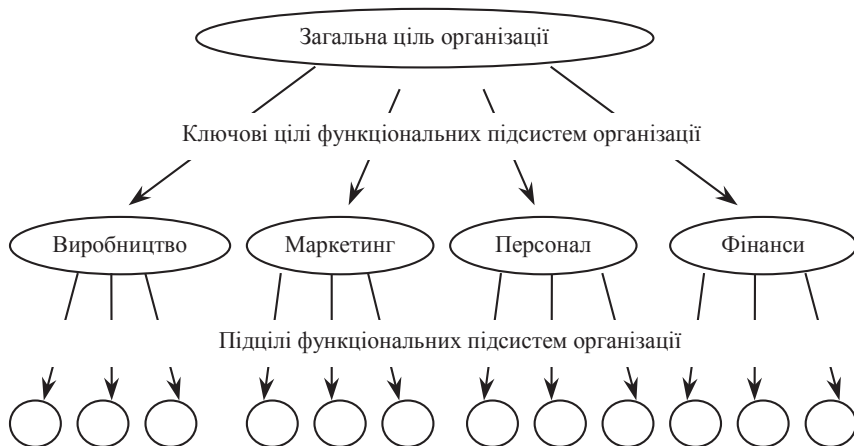 Загальна ціль організації
Ключові цілі функціональних підсистем організації
Виробництво
Маркетинг
Персонал
Фінанси
Підцілі функціональних підсистем організації